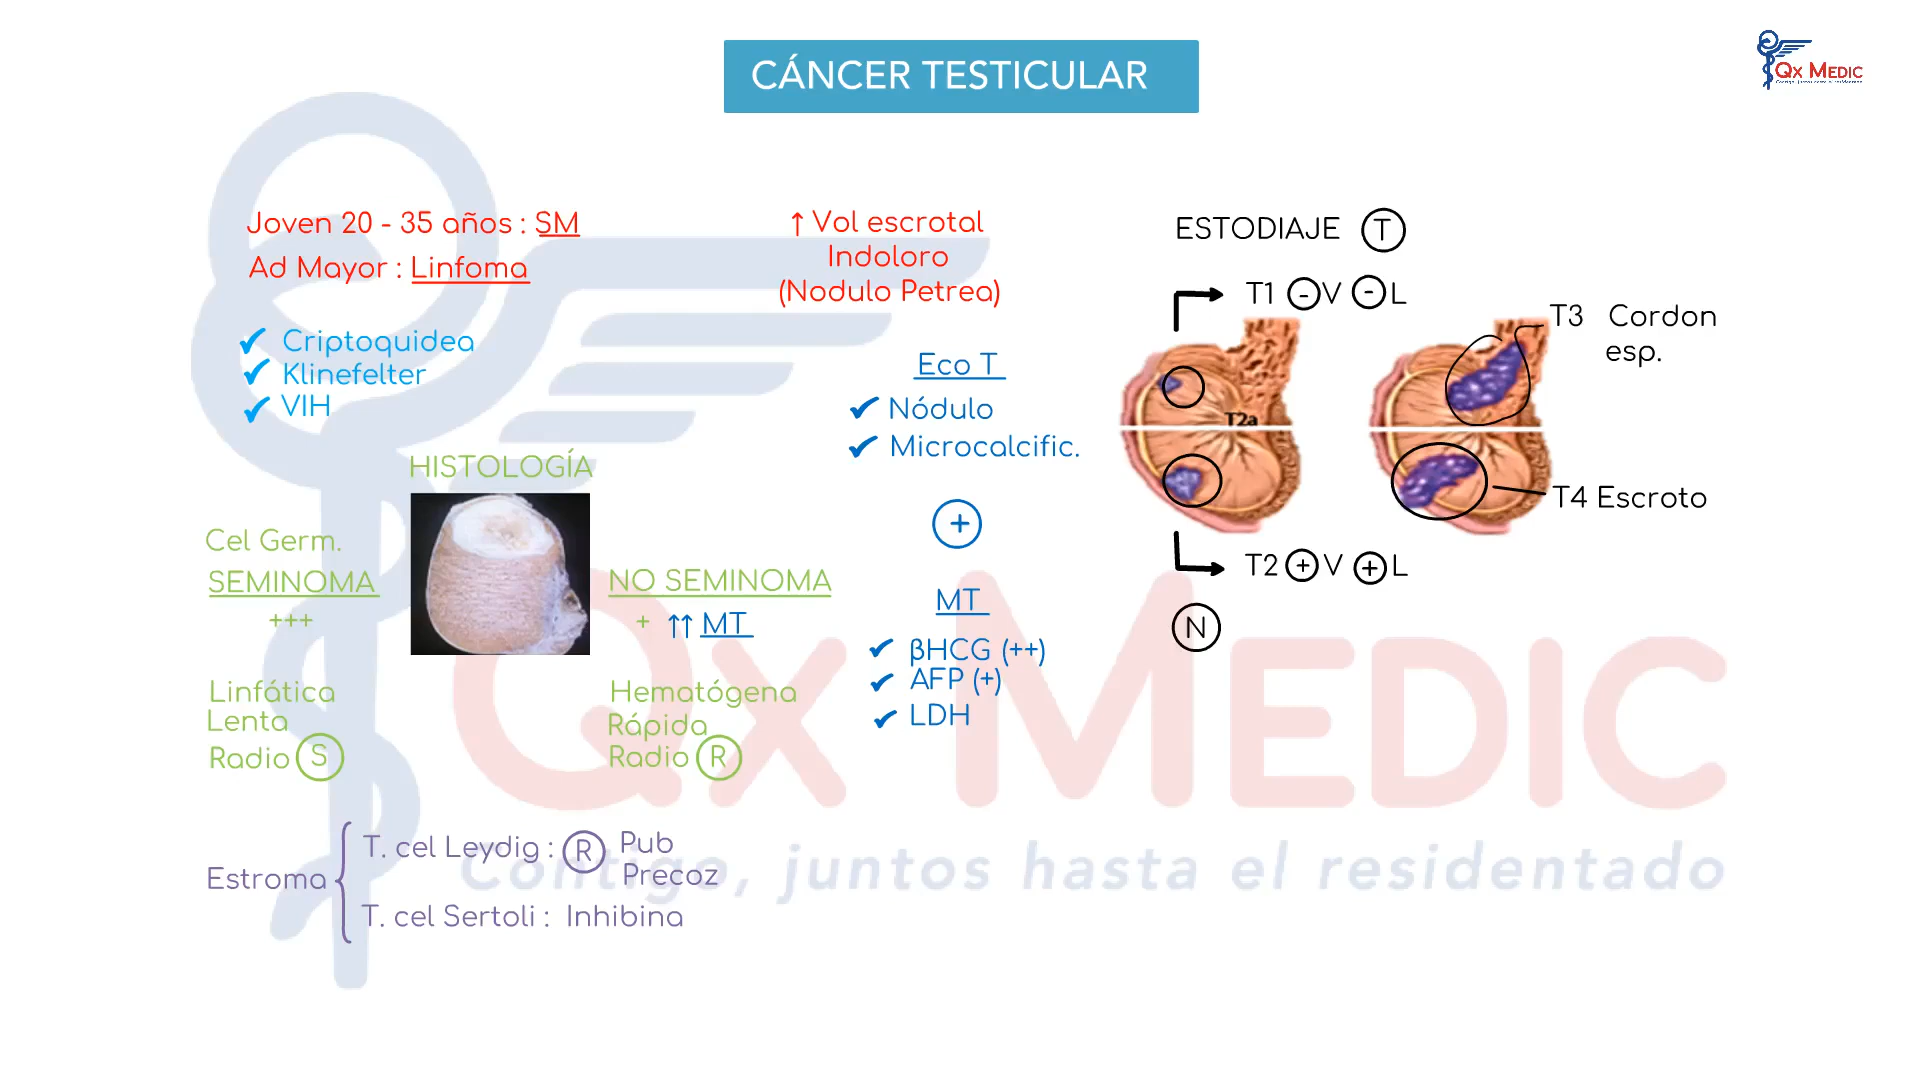 CÁNCER TESTICULAR
QX MEDIC
Joven 20 - 35 años : SM
Ad Mayor : Linfoma
✓ Criptoquidea
✓ Klinefelter
✓ VIH
HISTOLOGÍA
Cel Germ.
SEMINOMA
+++
Linfática
Lenta
Radio S
NO SEMINOMA
+ ↑↑ MT
Hematógena
Rápida
Radio R
Estroma
T. cel Leydig : R Pub
Precoz
T. cel Sertoli : Inhibina
↑ Vol escrotal
Indoloro
(Nodulo Petrea)
Eco T
✓ Nódulo
✓ Microcalcific.
+
MT
✓ βHCG (++)
✓ AFP (+)
✓ LDH
ESTODIAJE T
T1 - V - L
T2a
T2 + V + L
T3 Cordon
esp.
T4 Escroto
N
QX MEDIC
Contigo, juntos hasta el residentado